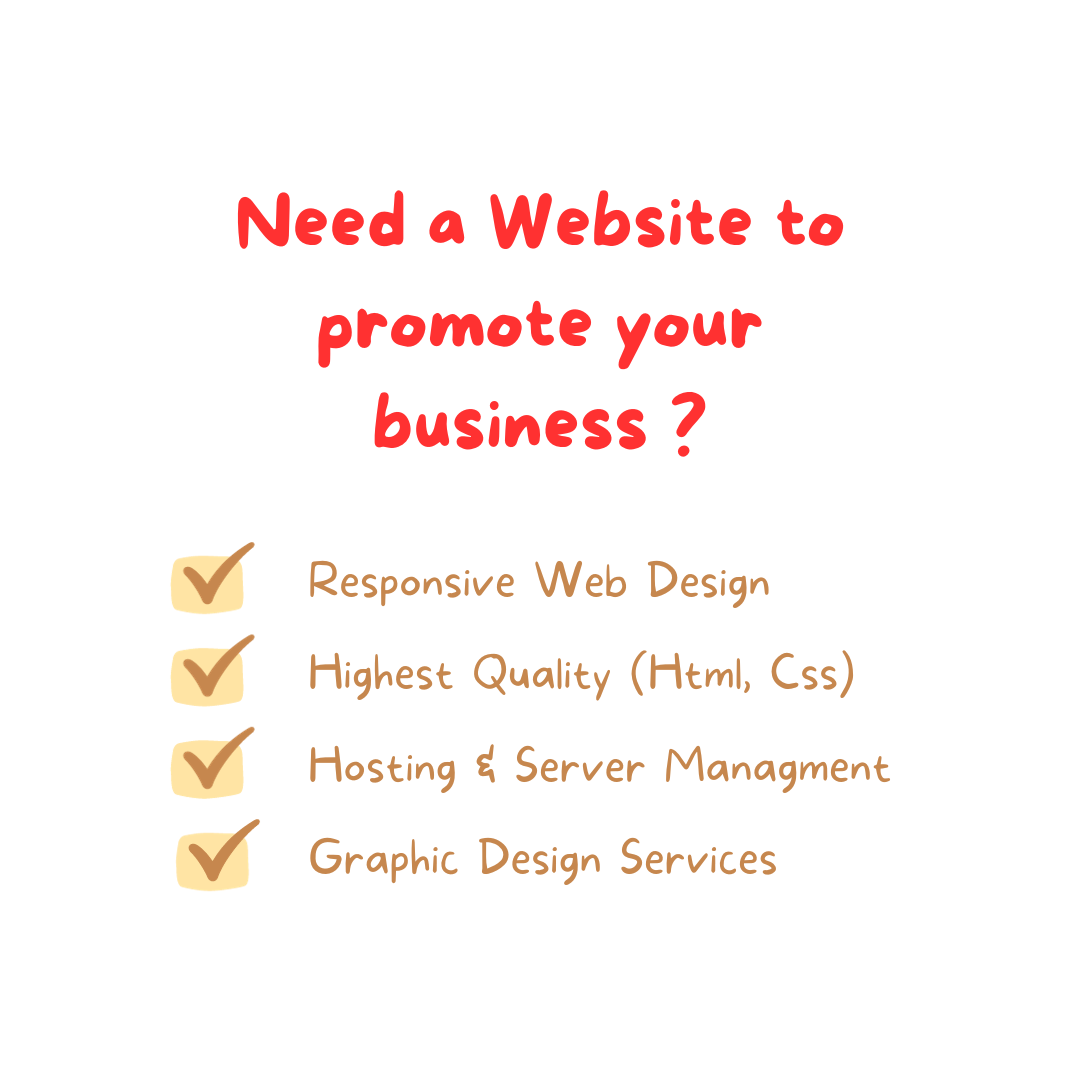 Need a Website to
promote your
business ?
Responsive Web Design
Highest Quality (Html, Css)
Hosting & Server Managment
Graphic Design Services